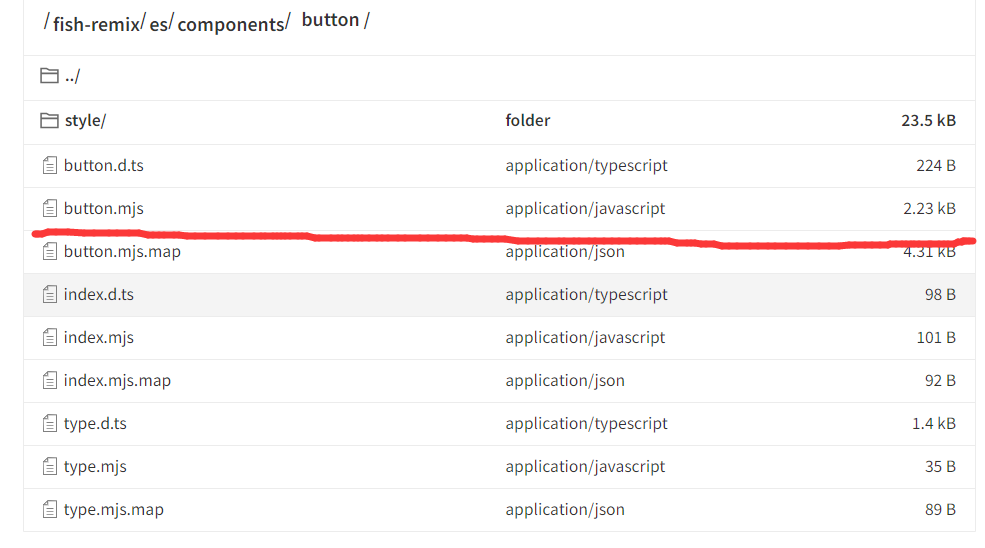 / fish-remix/ es/ components/ button /
../
style/ folder 23.5 kB
button.d.ts application/typescript 224 B
button.mjs application/javascript 2.23 kB
button.mjs.map application/json 4.31 kB
index.d.ts application/typescript 98 B
index.mjs application/javascript 101 B
index.mjs.map application/json 92 B
type.d.ts application/typescript 1.4 kB
type.mjs application/javascript 35 B
type.mjs.map application/json 89 B